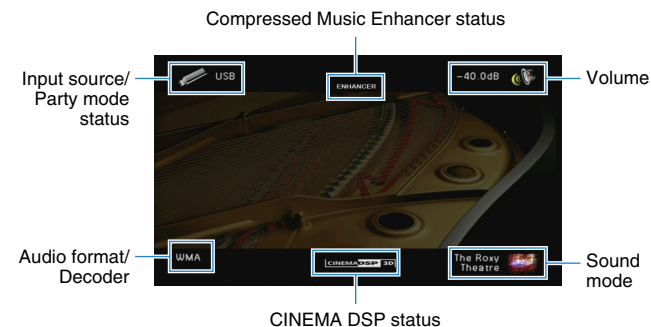 Compressed Music Enhancer status
Input source/
Party mode
status
USB
ENHANCER
-40.0dB
Volume
Audio format/
Decoder
WMA
CINEMA DSP 3D
The Roxy
Theatre
Sound
mode
CINEMA DSP status